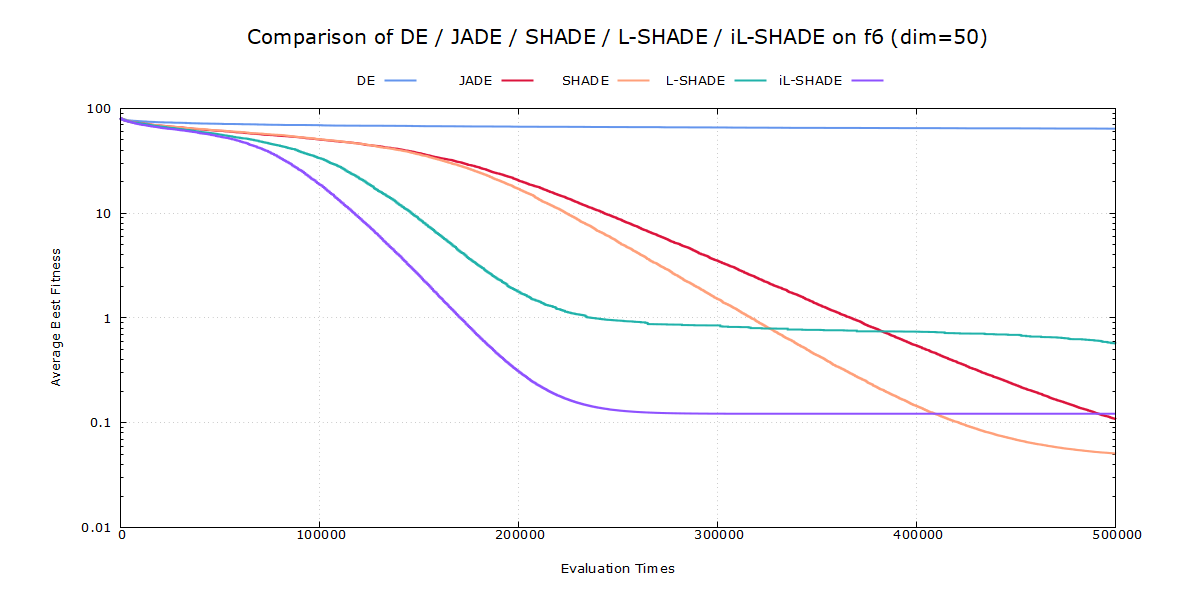 Comparison of DE / JADE / SHADE / L-SHADE / iL-SHADE on f6 (dim=50)
DE JADE SHADE L-SHADE iL-SHADE
100
10
1
0.1
0.01
Average Best Fitness
0 100000 200000 300000 400000 500000
Evaluation Times